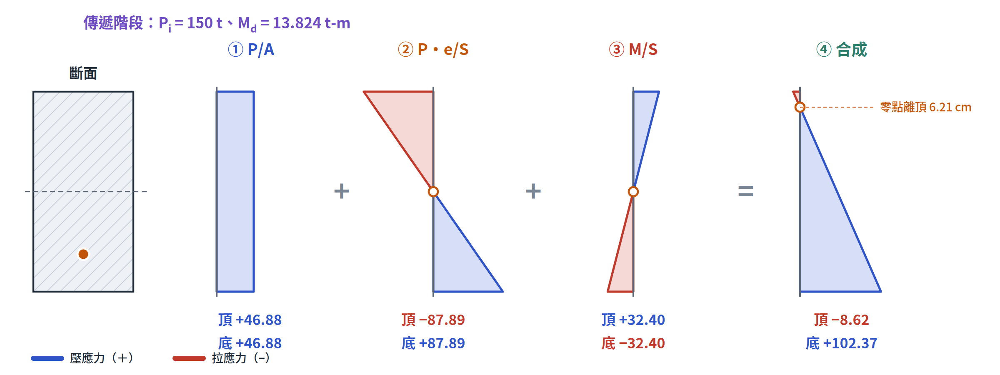 傳遞階段：Pi = 150 t、Md = 13.824 t-m
① P/A
② P・e/S
③ M/S
④ 合成
斷面
零點離頂 6.21 cm
+
+
=
頂 +46.88
頂 −87.89
頂 +32.40
頂 −8.62
底 +46.88
底 +87.89
底 −32.40
底 +102.37
壓應力（＋）
拉應力（−）